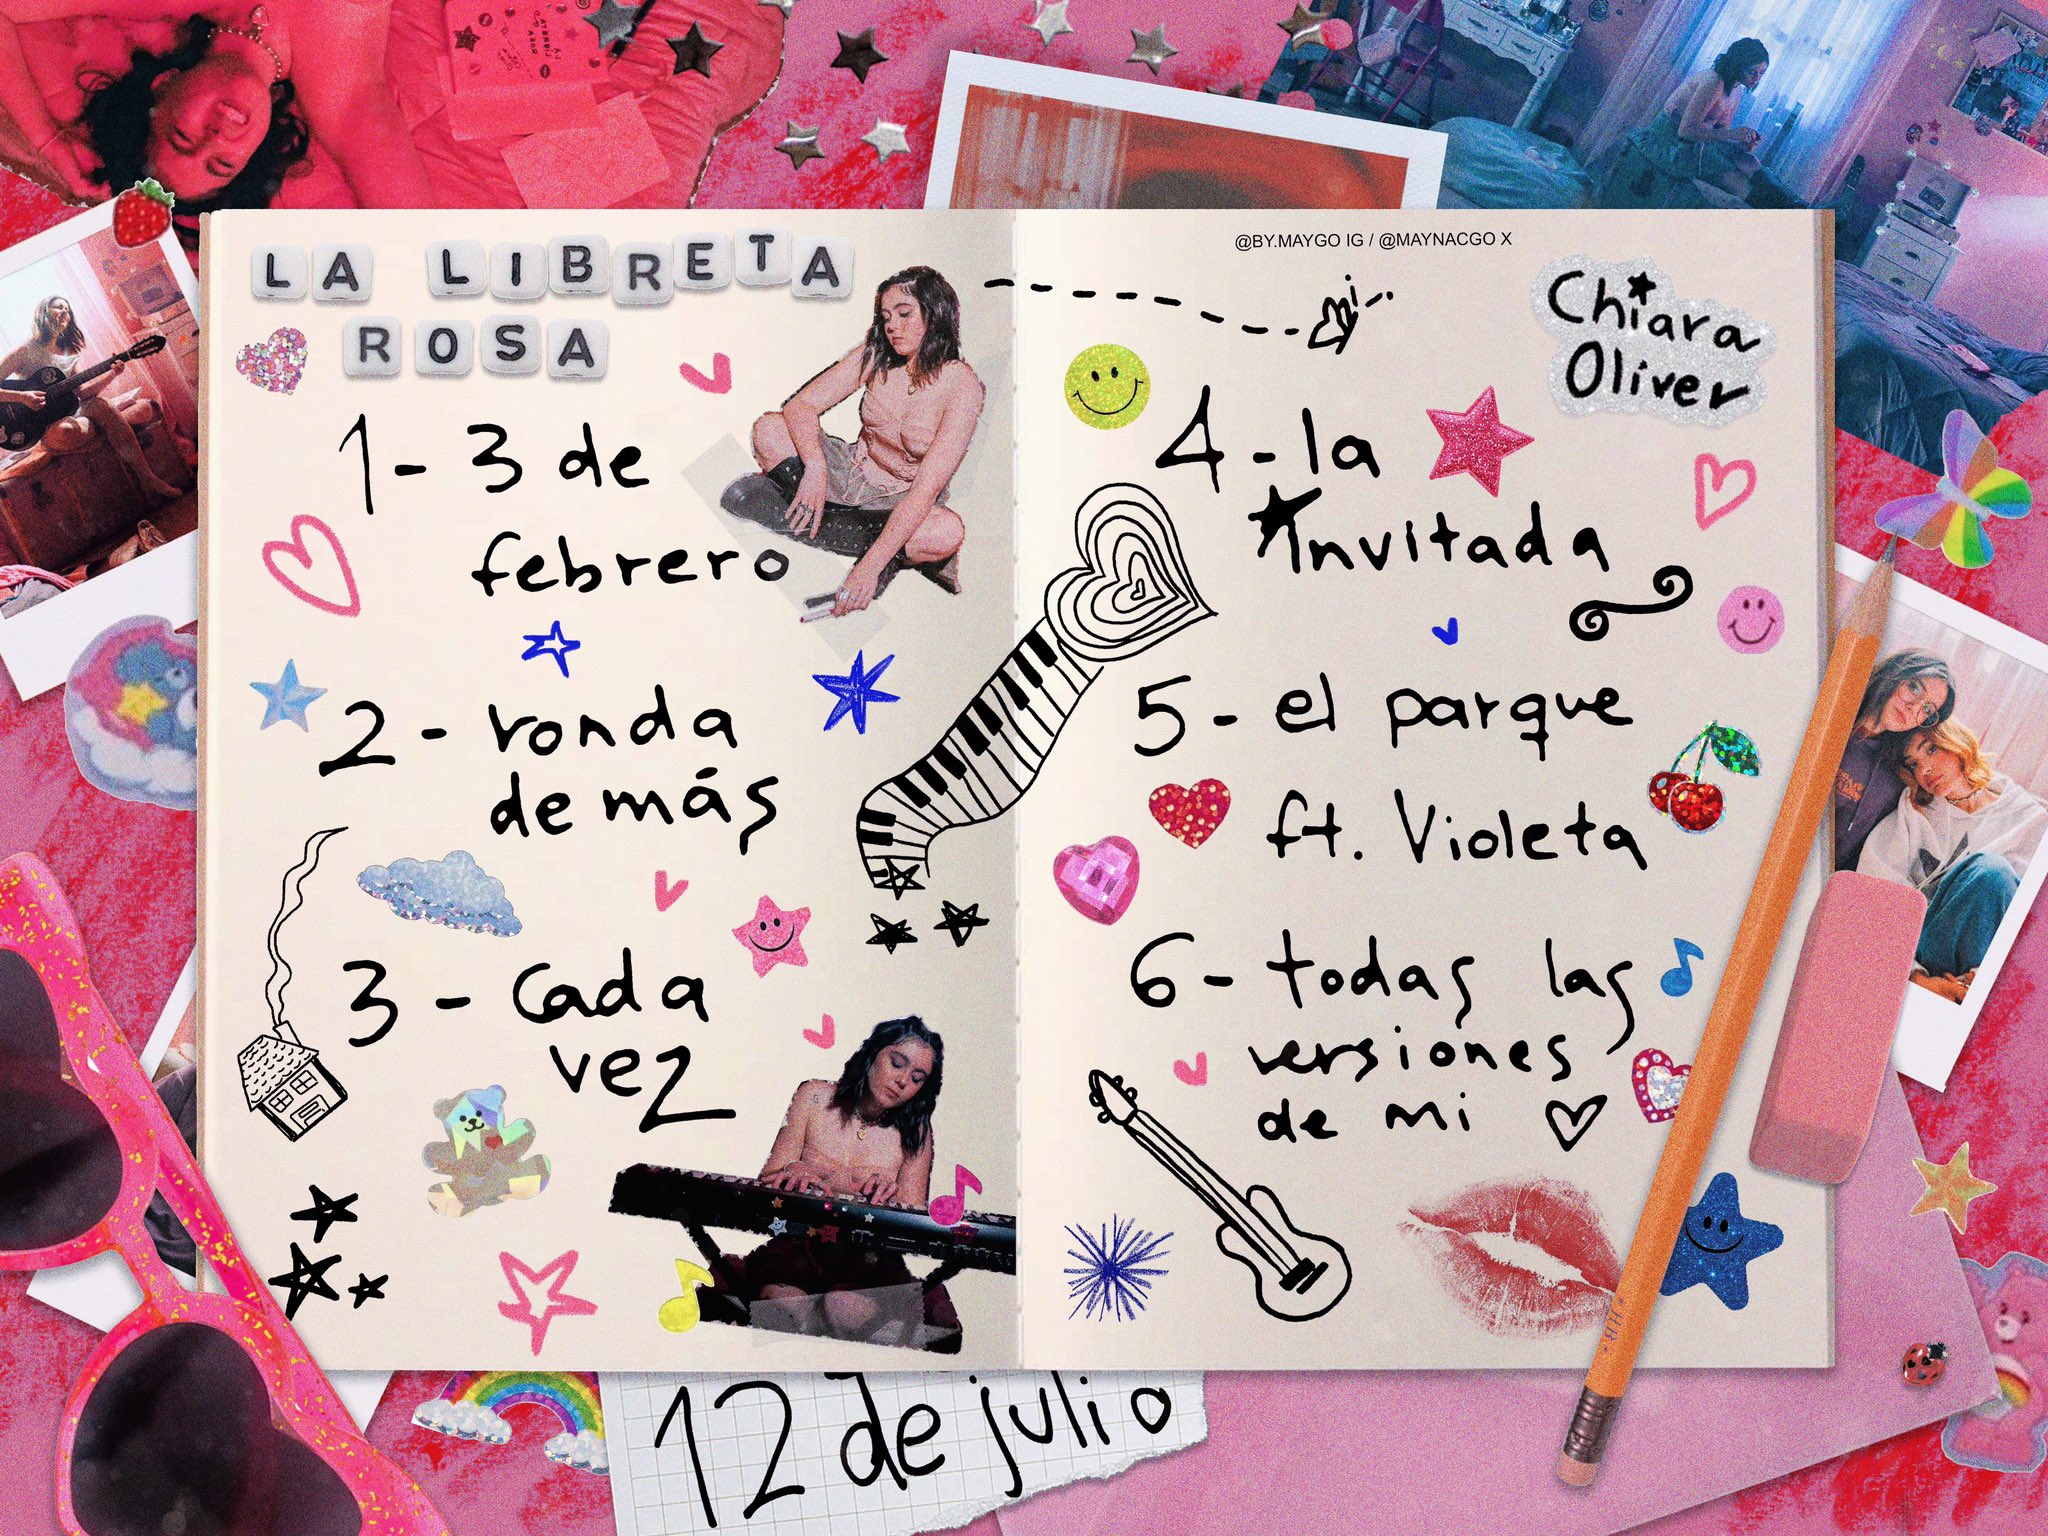 LA LIBRETA
ROSA
1- 3 de
febrero
2- ronda
de más
3- cada
vez
@BY.MAYGO IG / @MAYNACGO X
Chiara
Oliver
4- la
invitada
5- el parque
ft. Violeta
6- todas las
versiones
de mi
12 de julio
HB